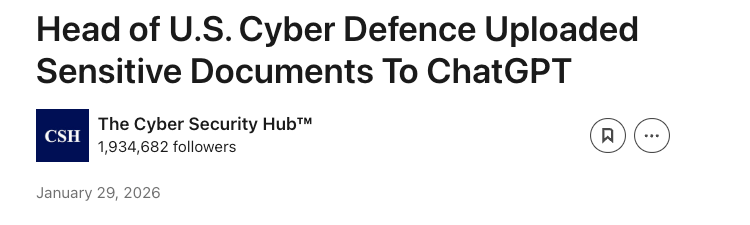 Head of U.S. Cyber Defence Uploaded
Sensitive Documents To ChatGPT
CSH
The Cyber Security Hub™
1,934,682 followers
January 29, 2026